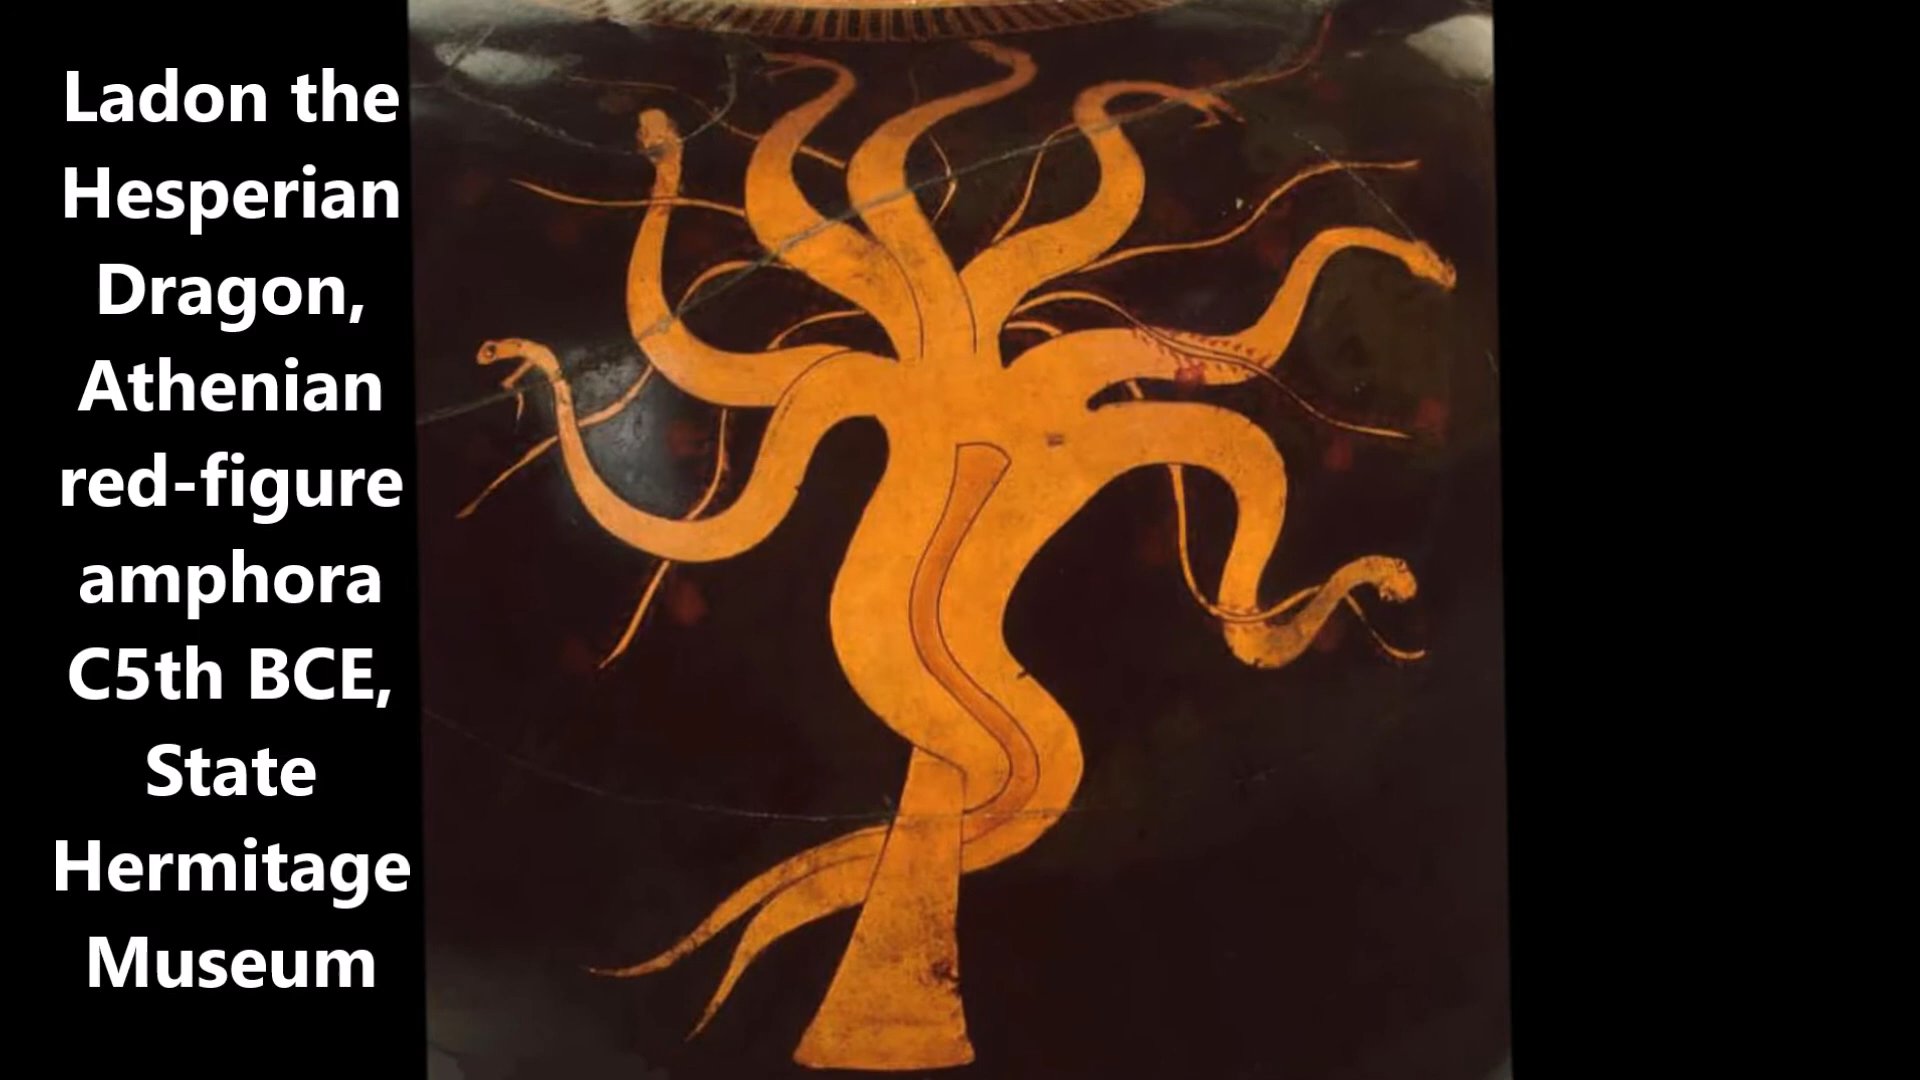 Ladon the
Hesperian
Dragon,
Athenian
red-figure
amphora
C5th BCE,
State
Hermitage
Museum